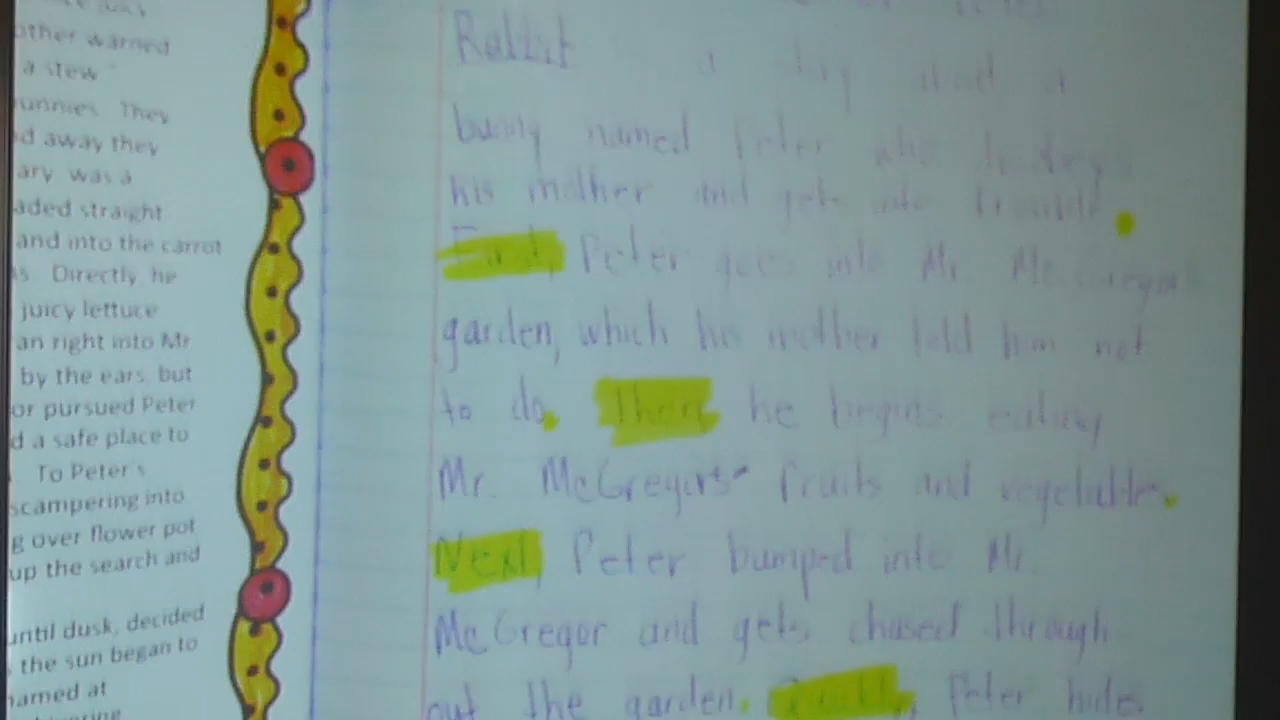 other warned
a stew
unnies. They
d away they
ary was a
aded straight
and into the carrot
s. Directly, he
juicy lettuce
an right into Mr
by the ears, but
or pursued Peter
d a safe place to
To Peter's
scampering into
g over flower pot
up the search and
until dusk, decided
the sun began to
named at
Rabbit a
bunny named Peter who
his mother and gets into trouble.
First, Peter goes into Mr. McGregor's
garden, which his mother told him not
to do. Then, he begins eating
Mr. McGregors' fruits and vegetables.
Next, Peter bumped into Mr.
McGregor and gets chased through
out the garden. Peter hides